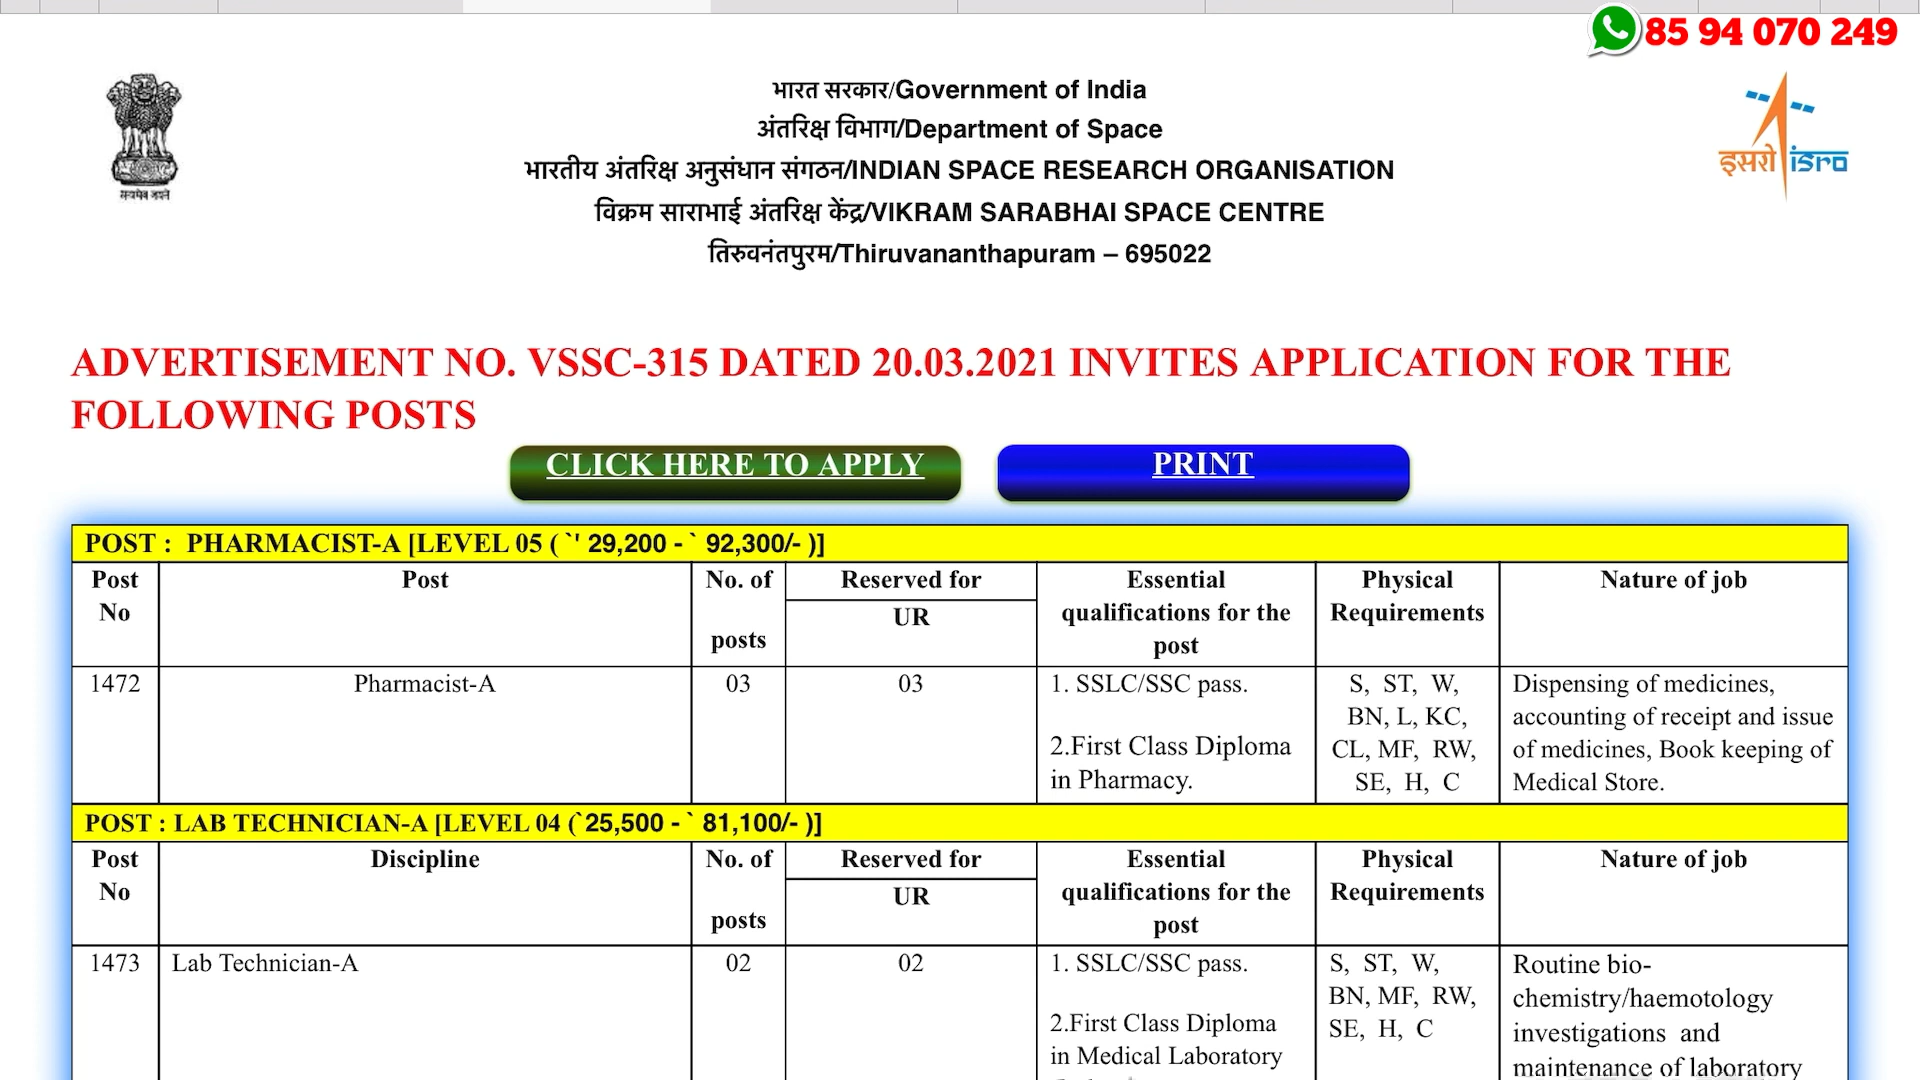 85 94 070 249
भारत सरकार/Government of India
अंतरिक्ष विभाग/Department of Space
भारतीय अंतरिक्ष अनुसंधान संगठन/INDIAN SPACE RESEARCH ORGANISATION
विक्रम साराभाई अंतरिक्ष केंद्र/VIKRAM SARABHAI SPACE CENTRE
तिरुवनंतपुरम/Thiruvananthapuram – 695022
सत्यमेव जयते
इसरो isro
ADVERTISEMENT NO. VSSC-315 DATED 20.03.2021 INVITES APPLICATION FOR THE
FOLLOWING POSTS
CLICK HERE TO APPLY
PRINT
POST : PHARMACIST-A [LEVEL 05 ( `' 29,200 - ` 92,300/- )]
Post No
Post
No. of posts
Reserved for
UR
Essential qualifications for the post
Physical Requirements
Nature of job
1472
Pharmacist-A
03
03
1. SSLC/SSC pass.
2.First Class Diploma
in Pharmacy.
S, ST, W,
BN, L, KC,
CL, MF, RW,
SE, H, C
Dispensing of medicines,
accounting of receipt and issue
of medicines, Book keeping of
Medical Store.
POST : LAB TECHNICIAN-A [LEVEL 04 (`25,500 - ` 81,100/- )]
Post No
Discipline
No. of posts
Reserved for
UR
Essential qualifications for the post
Physical Requirements
Nature of job
1473
Lab Technician-A
02
02
1. SSLC/SSC pass.
2.First Class Diploma
in Medical Laboratory
S, ST, W,
BN, MF, RW,
SE, H, C
Routine bio-
chemistry/haemotology
investigations and
maintenance of laboratory